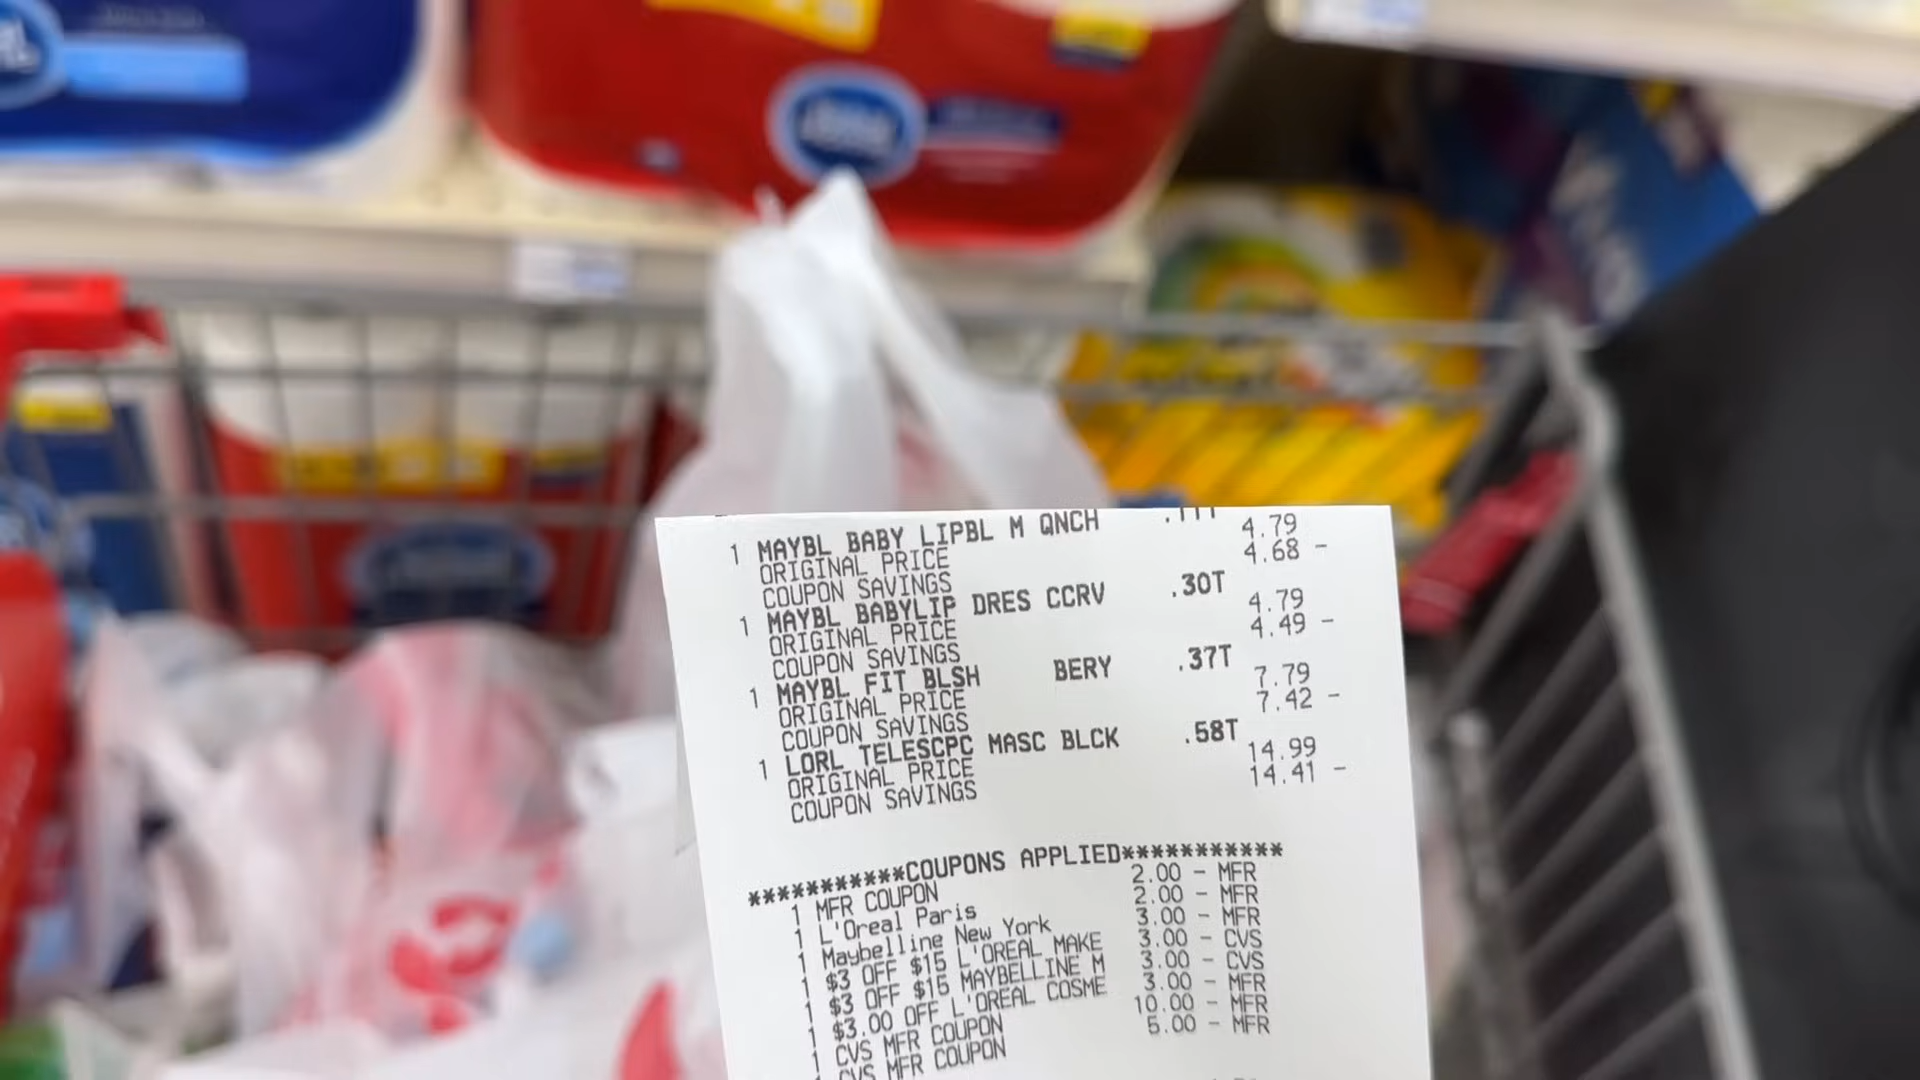 1 MAYBL BABY LIPBL M QNCH .11T
ORIGINAL PRICE 4.79
COUPON SAVINGS 4.68 -
1 MAYBL BABYLIP DRES CCRV .30T
ORIGINAL PRICE 4.79
COUPON SAVINGS 4.49 -
1 MAYBL FIT BLSH BERY .37T
ORIGINAL PRICE 7.79
COUPON SAVINGS 7.42 -
1 LORL TELESCPC MASC BLCK .58T
ORIGINAL PRICE 14.99
COUPON SAVINGS 14.41 -
***********COUPONS APPLIED***********
1 MFR COUPON 2.00 - MFR
1 L'Oreal Paris 2.00 - MFR
1 Maybelline New York 3.00 - MFR
1 $3 OFF $15 L'OREAL MAKE 3.00 - CVS
1 $3 OFF $15 MAYBELLINE M 3.00 - CVS
1 $3.00 OFF L'OREAL COSME 3.00 - MFR
1 CVS MFR COUPON 10.00 - MFR
1 CVS MFR COUPON 5.00 - MFR